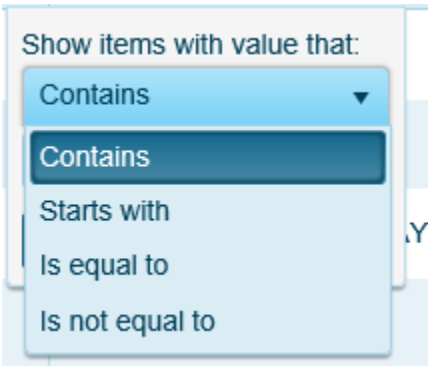 Show items with value that:
Contains
Contains
Starts with
Is equal to
Is not equal to